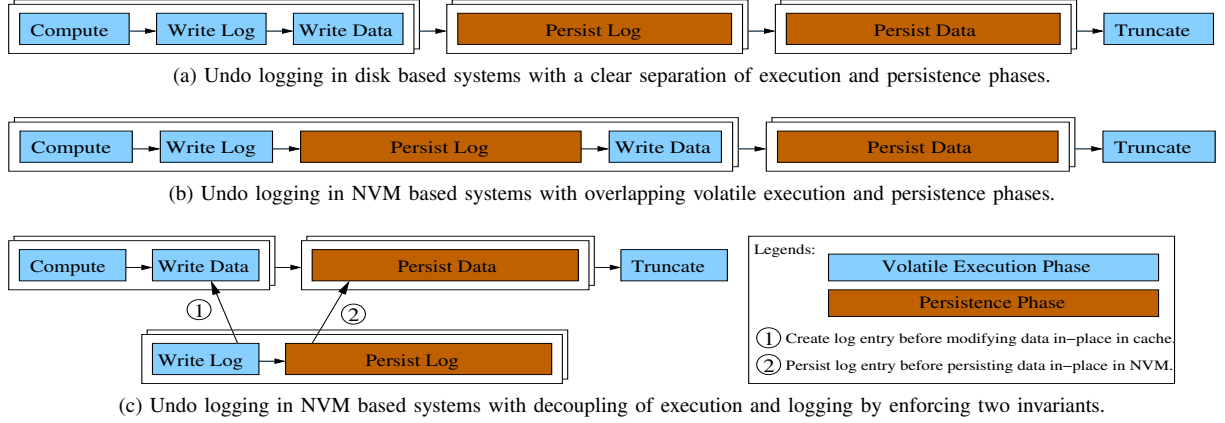 Compute Write Log Write Data Persist Log Persist Data Truncate
(a) Undo logging in disk based systems with a clear separation of execution and persistence phases.
Compute Write Log Persist Log Write Data Persist Data Truncate
(b) Undo logging in NVM based systems with overlapping volatile execution and persistence phases.
Compute Write Data Persist Data Truncate
1 2
Write Log Persist Log
Legends:
Volatile Execution Phase
Persistence Phase
1 Create log entry before modifying data in−place in cache.
2 Persist log entry before persisting data in−place in NVM.
(c) Undo logging in NVM based systems with decoupling of execution and logging by enforcing two invariants.